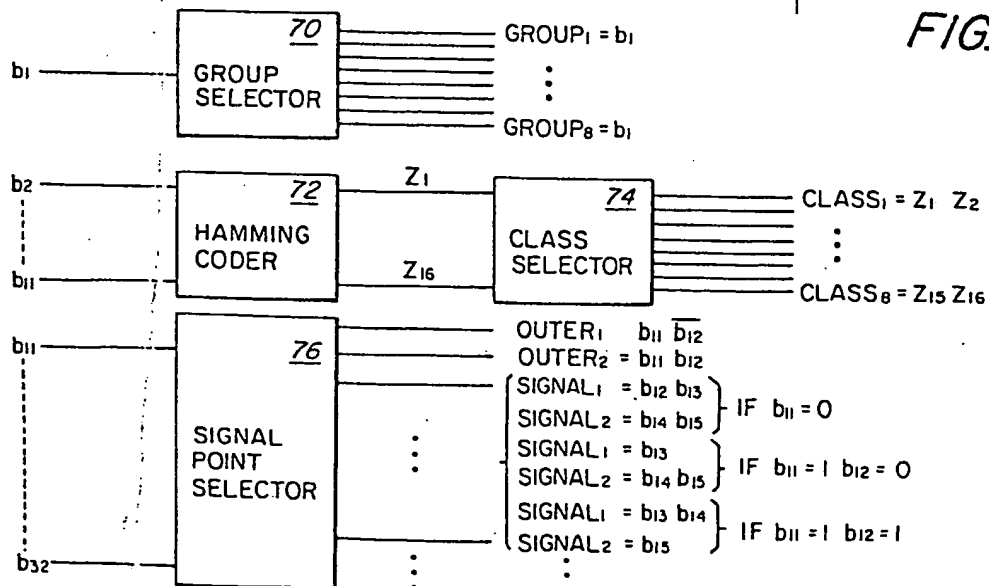 FIG.
70
GROUP SELECTOR
b1
GROUP1 = b1
GROUP8 = b1
b2
72
HAMMING CODER
b11
Z1
Z16
74
CLASS SELECTOR
CLASS1 = Z1 Z2
CLASS8 = Z15 Z16
b11
76
SIGNAL POINT SELECTOR
b32
OUTER1 b11 b̅1̅2̅
OUTER2 = b11 b12
SIGNAL1 = b12 b13
SIGNAL2 = b14 b15
IF b11 = 0
SIGNAL1 = b13
SIGNAL2 = b14 b15
IF b11 = 1 b12 = 0
SIGNAL1 = b13 b14
SIGNAL2 = b15
IF b11 = 1 b12 = 1